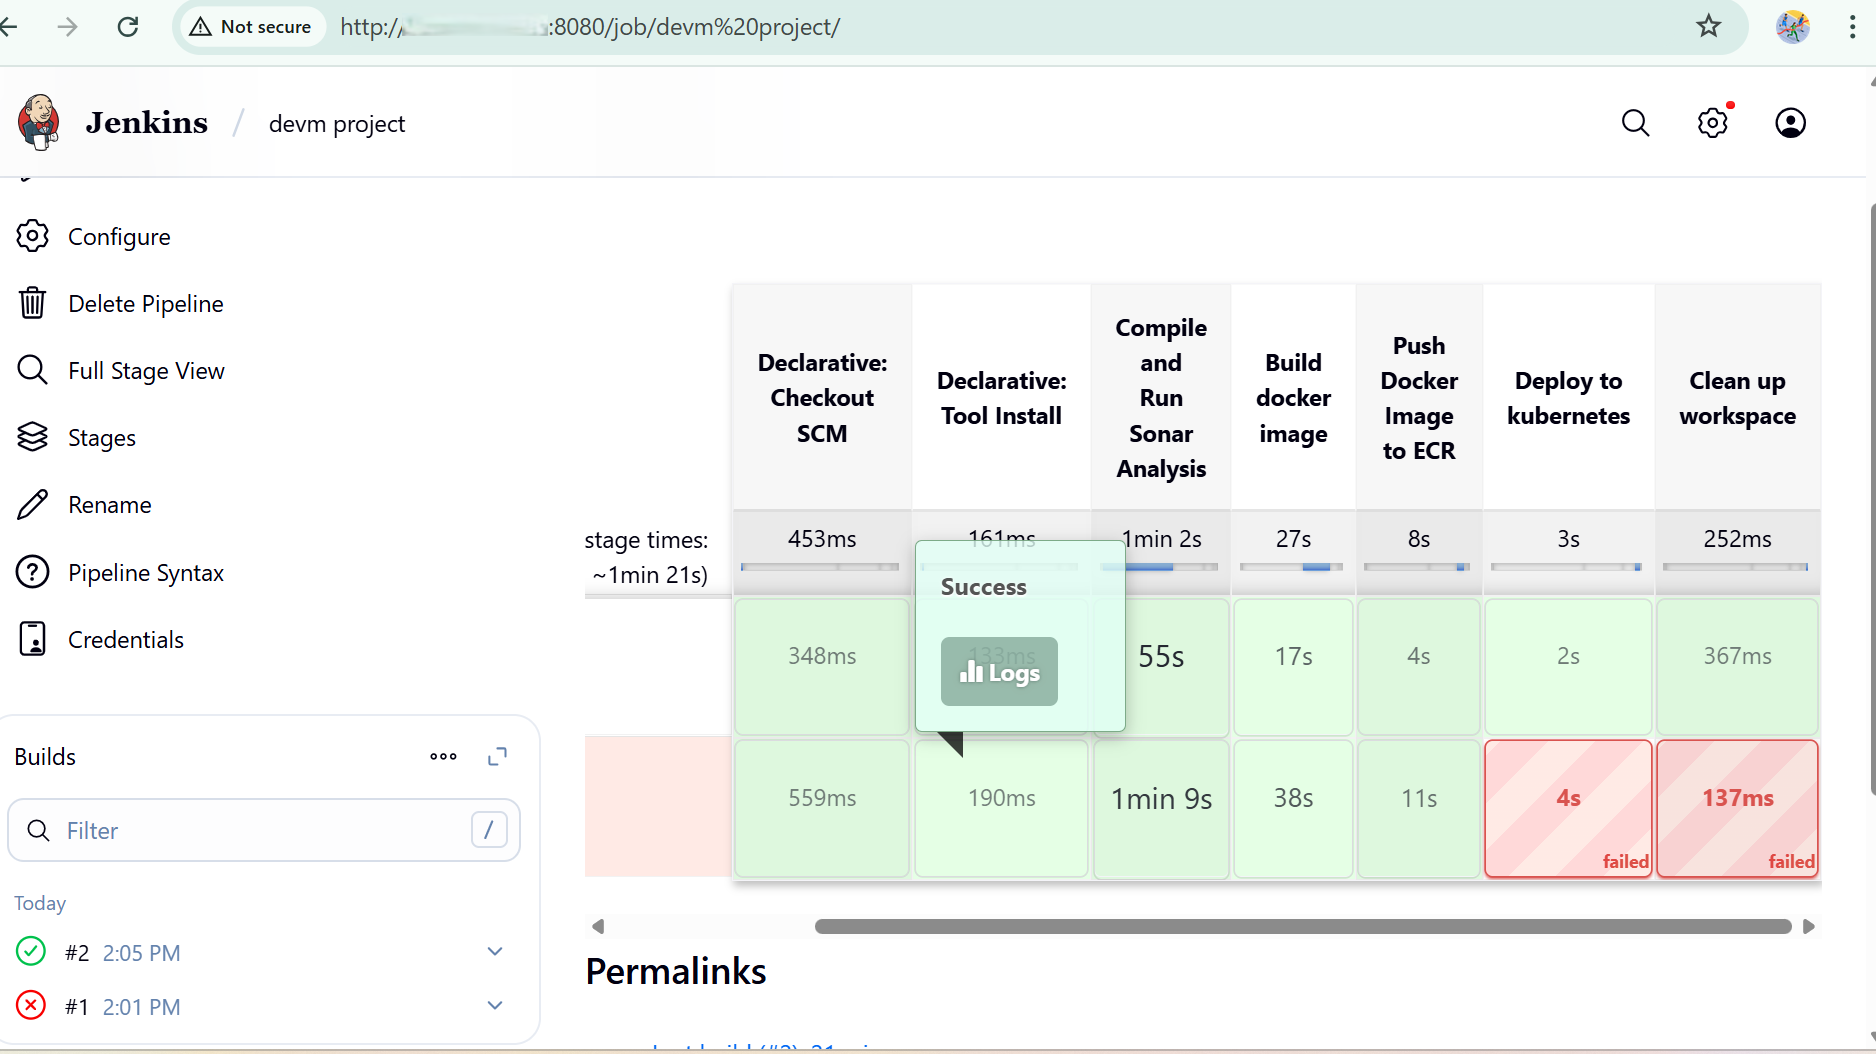 Not secure
http://
:8080/job/devm%20project/
Jenkins / devm project
Configure
Delete Pipeline
Full Stage View
Stages
Rename
Pipeline Syntax
Credentials
Builds
Filter
/
Today
#2 2:05 PM
#1 2:01 PM
Declarative:
Checkout
SCM
Declarative:
Tool Install
Compile
and
Run
Sonar
Analysis
Build
docker
image
Push
Docker
Image
to ECR
Deploy to
kubernetes
Clean up
workspace
stage times:
~1min 21s)
453ms
161ms
1min 2s
27s
8s
3s
252ms
Success
Logs
348ms
133ms
55s
17s
4s
2s
367ms
559ms
190ms
1min 9s
38s
11s
4s
failed
137ms
failed
Permalinks